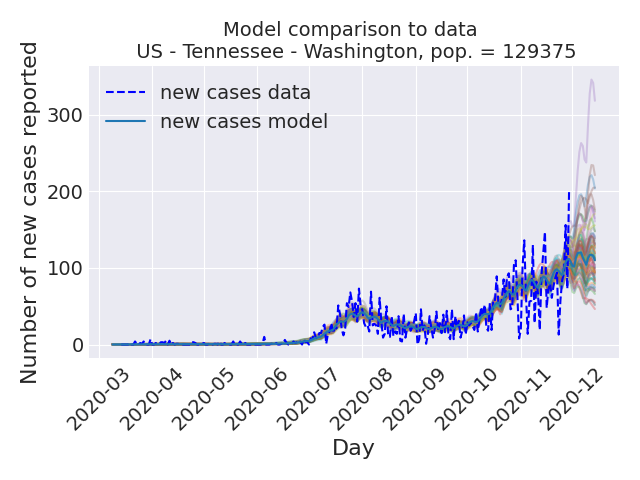 Model comparison to data
US - Tennessee - Washington, pop. = 129375
Number of new cases reported
new cases data
new cases model
300
200
100
0
2020-03
2020-04
2020-05
2020-06
2020-07
2020-08
2020-09
2020-10
2020-11
2020-12
Day